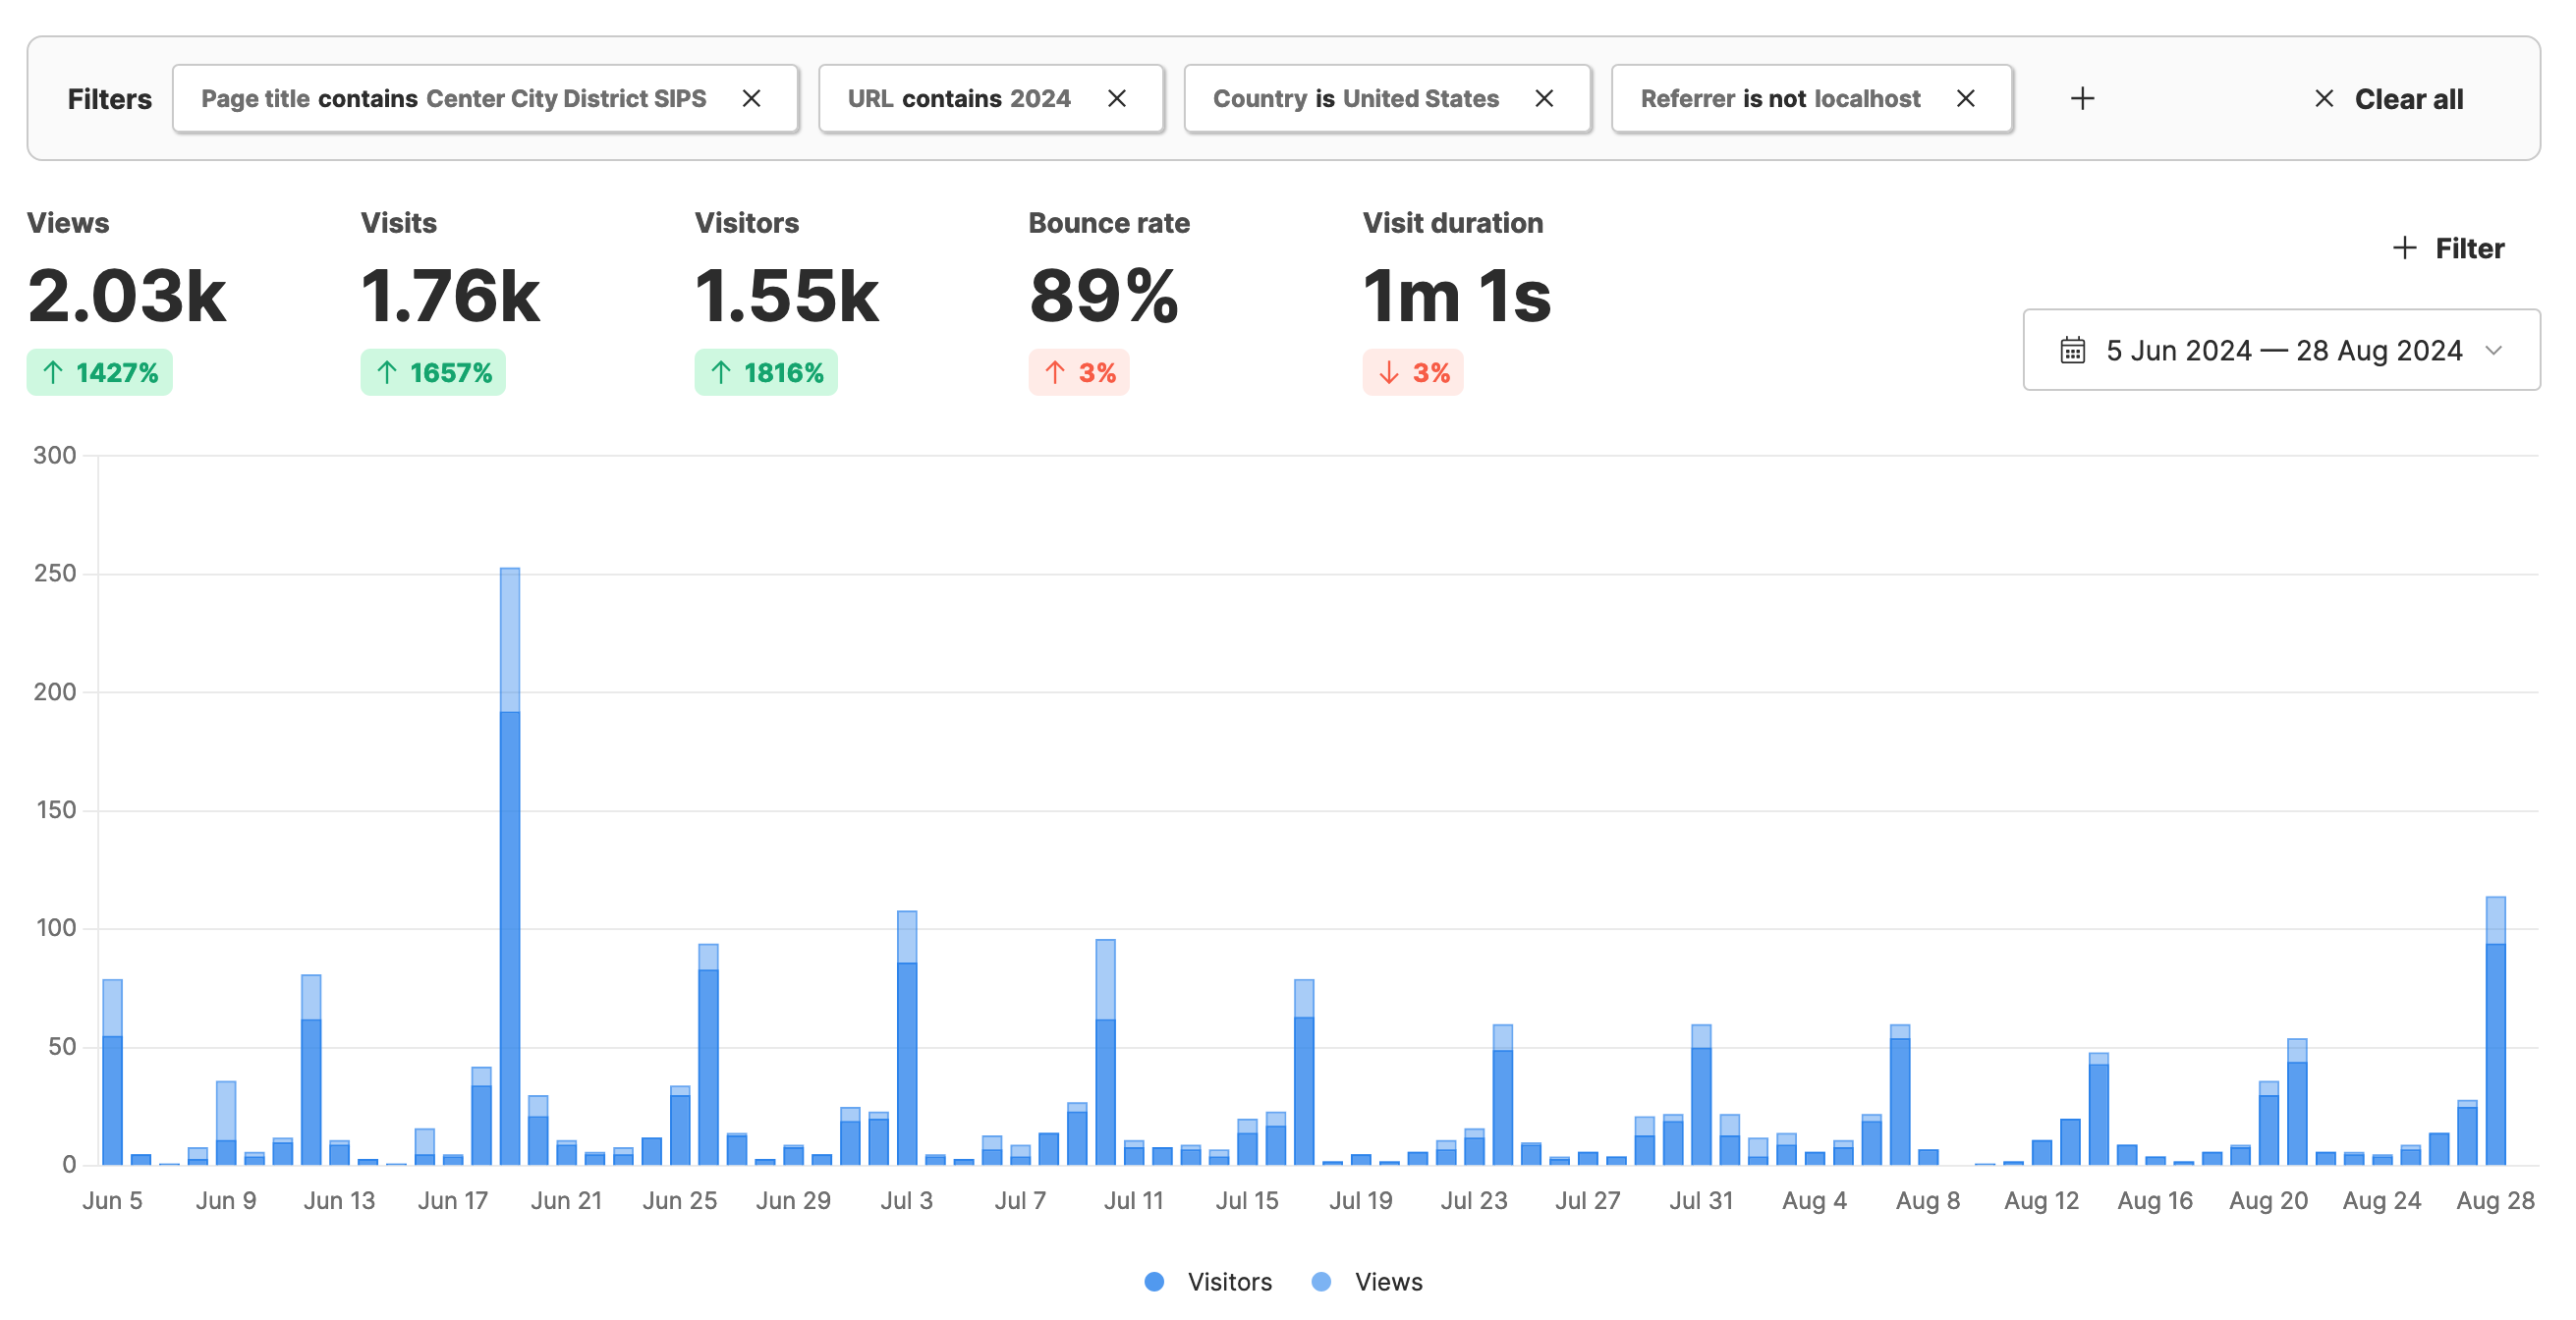 Filters Page title contains Center City District SIPS URL contains 2024 Country is United States Referrer is not localhost Clear all
Views Visits Visitors Bounce rate Visit duration
2.03k 1.76k 1.55k 89% 1m 1s
1427% 1657% 1816% 3% 3%
Filter
5 Jun 2024 — 28 Aug 2024
300
250
200
150
100
50
0
Jun 5 Jun 9 Jun 13 Jun 17 Jun 21 Jun 25 Jun 29 Jul 3 Jul 7 Jul 11 Jul 15 Jul 19 Jul 23 Jul 27 Jul 31 Aug 4 Aug 8 Aug 12 Aug 16 Aug 20 Aug 24 Aug 28
Visitors Views